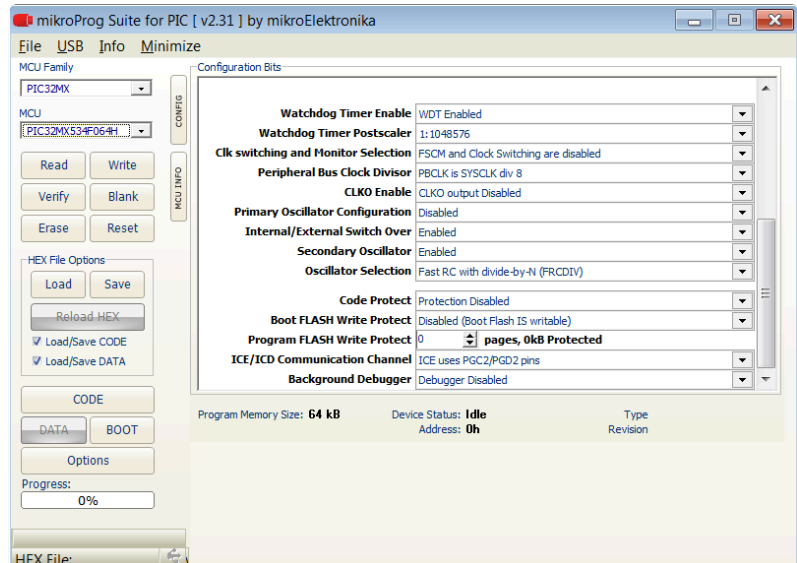 mikroProg Suite for PIC [ v2.31 ] by mikroElektronika
File USB Info Minimize
MCU Family
PIC32MX
MCU
PIC32MX534F064H
Read Write
Verify Blank
Erase Reset
HEX File Options
Load Save
Reload HEX
Load/Save CODE
Load/Save DATA
CODE
DATA BOOT
Options
Progress:
0%
HEX File:
CONFIG
MCU INFO
Configuration Bits
Watchdog Timer Enable WDT Enabled
Watchdog Timer Postscaler 1:1048576
Clk switching and Monitor Selection FSCM and Clock Switching are disabled
Peripheral Bus Clock Divisor PBCLK is SYSCLK div 8
CLKO Enable CLKO output Disabled
Primary Oscillator Configuration Disabled
Internal/External Switch Over Enabled
Secondary Oscillator Enabled
Oscillator Selection Fast RC with divide-by-N (FRCDIV)
Code Protect Protection Disabled
Boot FLASH Write Protect Disabled (Boot Flash IS writable)
Program FLASH Write Protect 0 pages, 0kB Protected
ICE/ICD Communication Channel ICE uses PGC2/PGD2 pins
Background Debugger Debugger Disabled
Program Memory Size: 64 kB Device Status: Idle Type
Address: 0h Revision